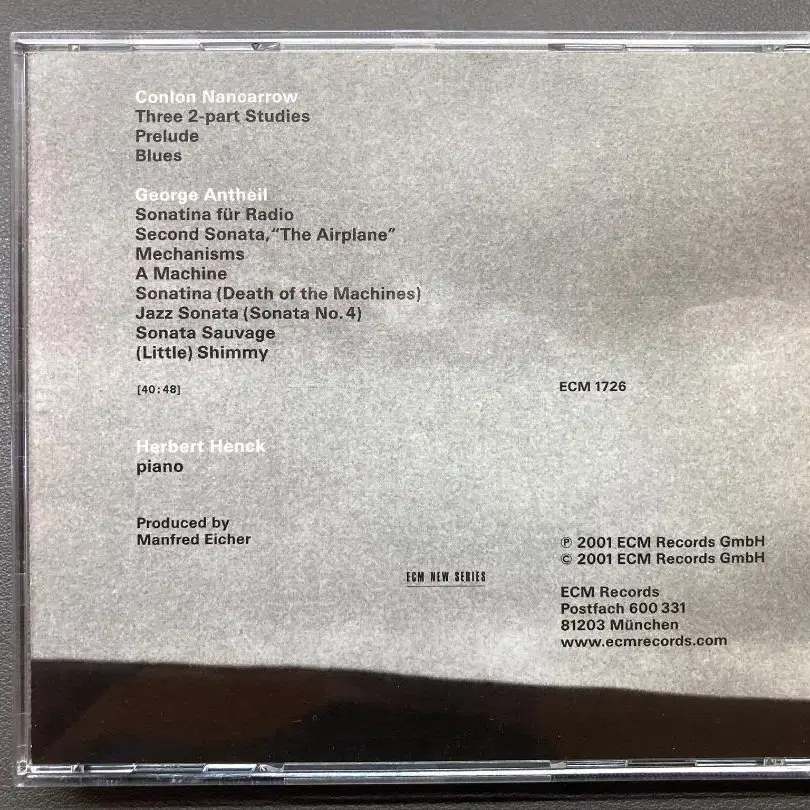 Conlon Nancarrow
Three 2-part Studies
Prelude
Blues
George Antheil
Sonatina für Radio
Second Sonata, “The Airplane”
Mechanisms
A Machine
Sonatina (Death of the Machines)
Jazz Sonata (Sonata No. 4)
Sonata Sauvage
(Little) Shimmy
[40:48]
ECM 1726
Herbert Henck
piano
Produced by
Manfred Eicher
ECM NEW SERIES
℗ 2001 ECM Records GmbH
© 2001 ECM Records GmbH
ECM Records
Postfach 600 331
81203 München
www.ecmrecords.com